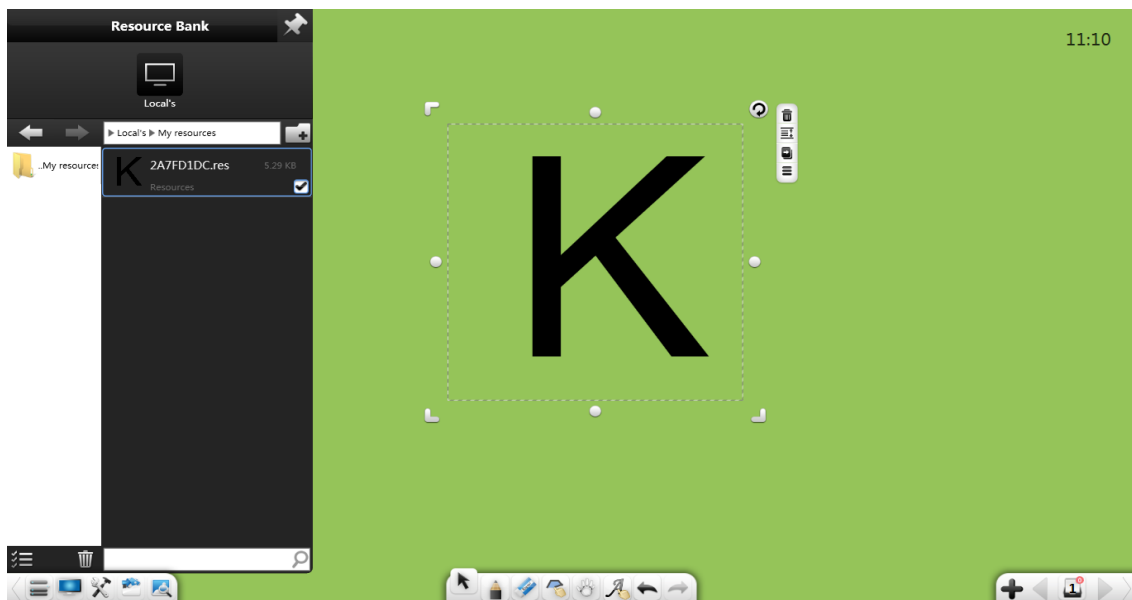 Resource Bank
11:10
Local's
Local's My resources
..My resources
2A7FD1DC.res 5.29 KB
Resources
K
K
1